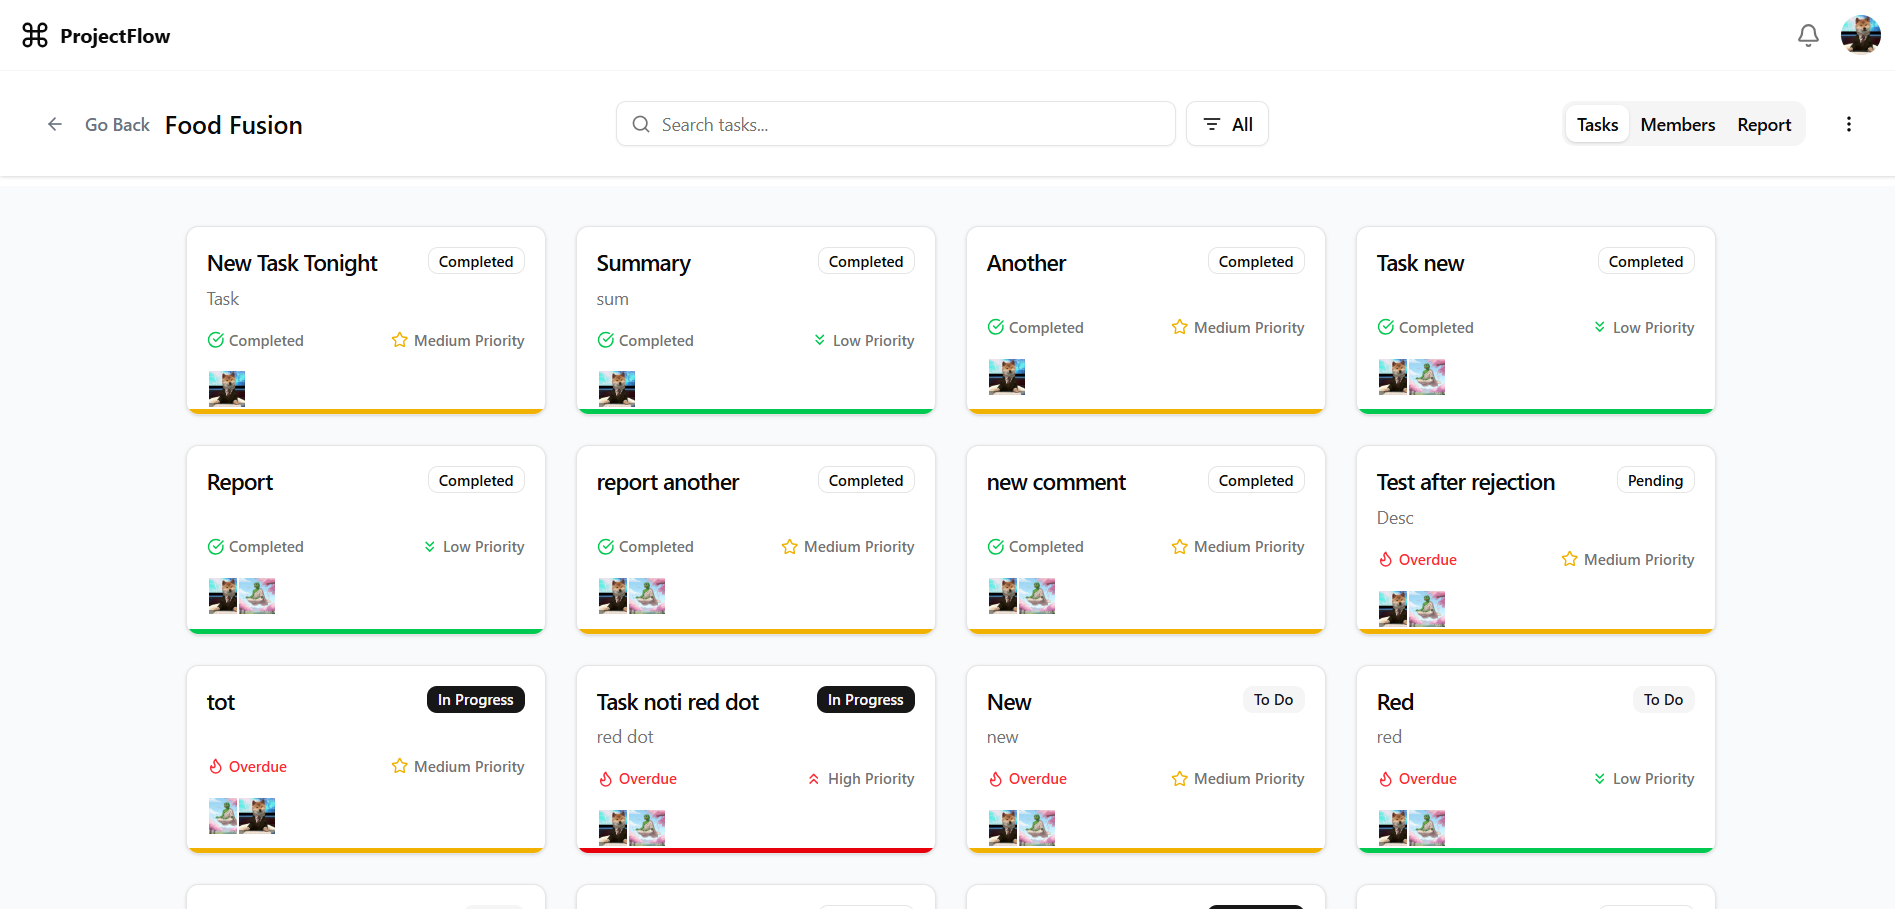 ProjectFlow
Go Back Food Fusion
Search tasks...
All
Tasks Members Report
New Task Tonight Completed
Task
Completed Medium Priority
Summary Completed
sum
Completed Low Priority
Another Completed
Completed Medium Priority
Task new Completed
Completed Low Priority
Report Completed
Completed Low Priority
report another Completed
Completed Medium Priority
new comment Completed
Completed Medium Priority
Test after rejection Pending
Desc
Overdue Medium Priority
tot In Progress
Overdue Medium Priority
Task noti red dot In Progress
red dot
Overdue High Priority
New To Do
new
Overdue Medium Priority
Red To Do
red
Overdue Low Priority